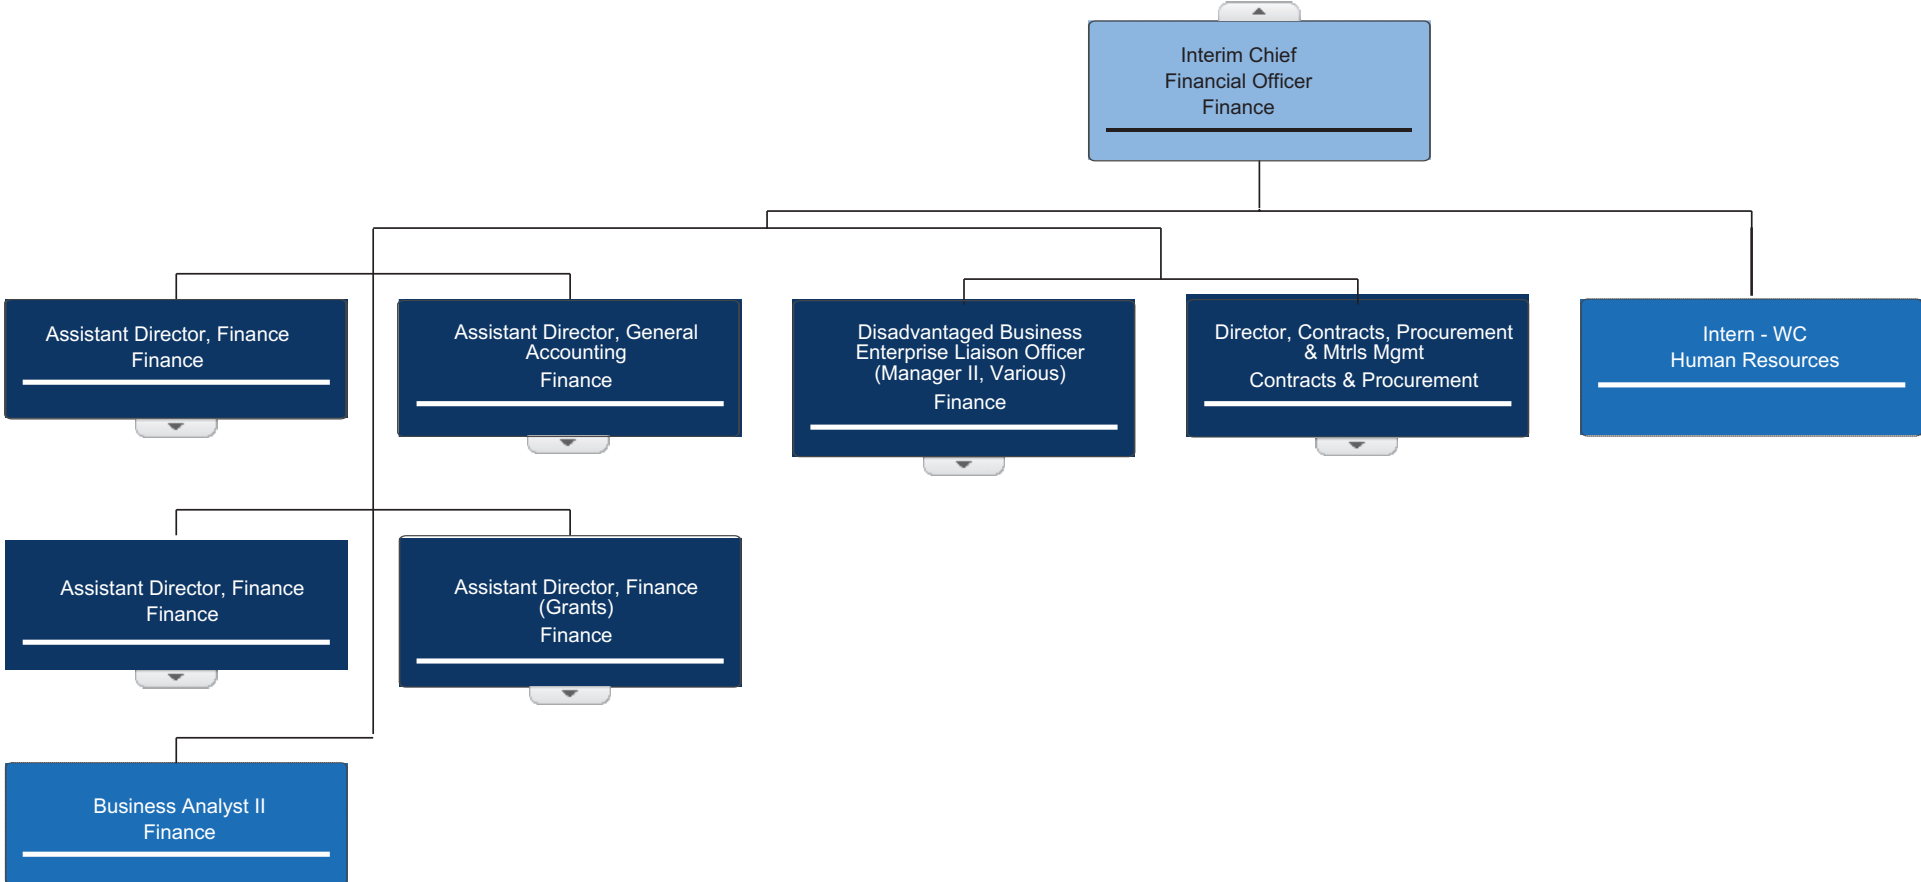 Interim Chief
Financial Officer
Finance
Assistant Director, Finance
Finance
Assistant Director, General
Accounting
Finance
Disadvantaged Business
Enterprise Liaison Officer
(Manager II, Various)
Finance
Director, Contracts, Procurement
& Mtrls Mgmt
Contracts & Procurement
Intern - WC
Human Resources
Assistant Director, Finance
Finance
Assistant Director, Finance
(Grants)
Finance
Business Analyst II
Finance